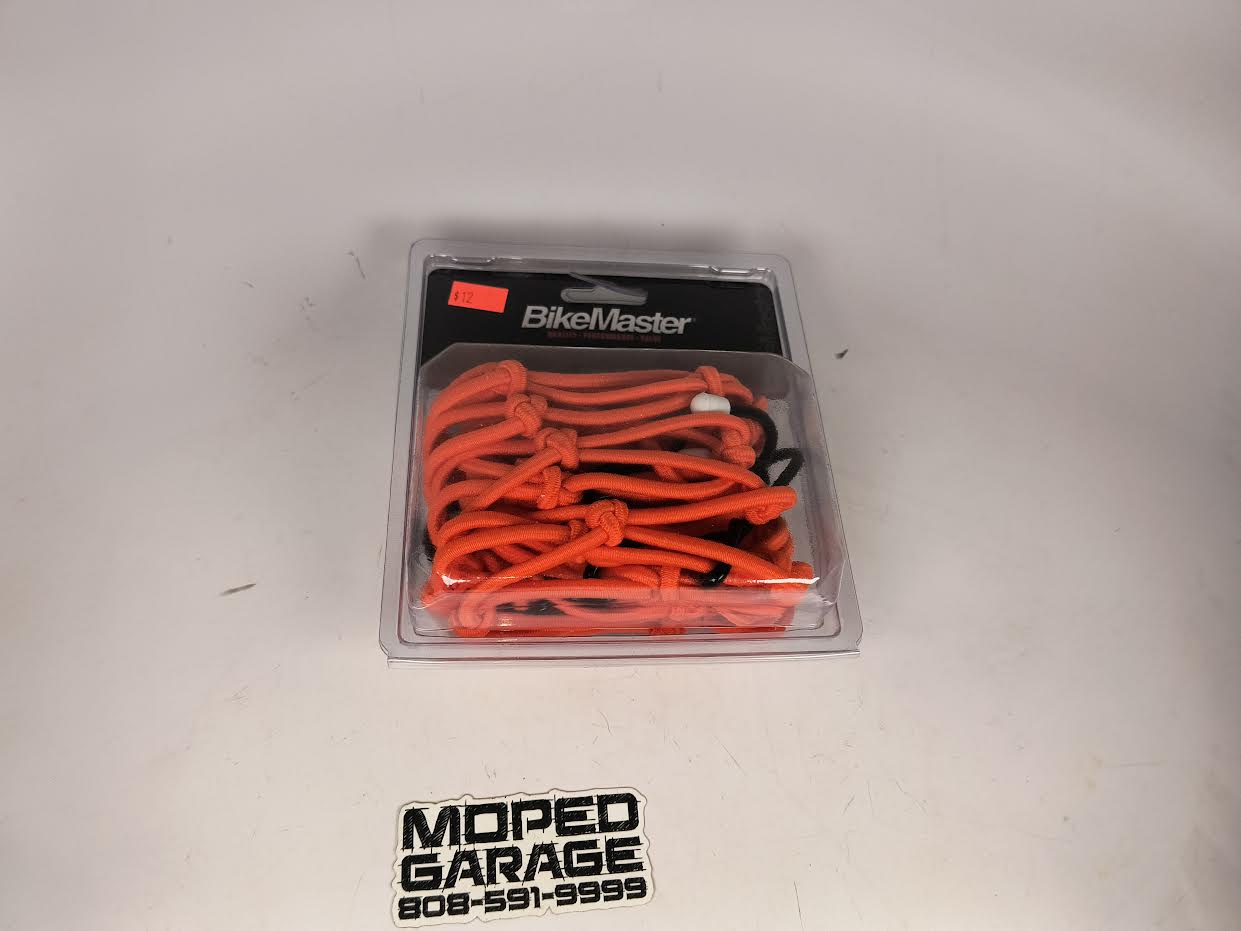 $12
BikeMaster
MOPED
GARAGE
808-591-9999